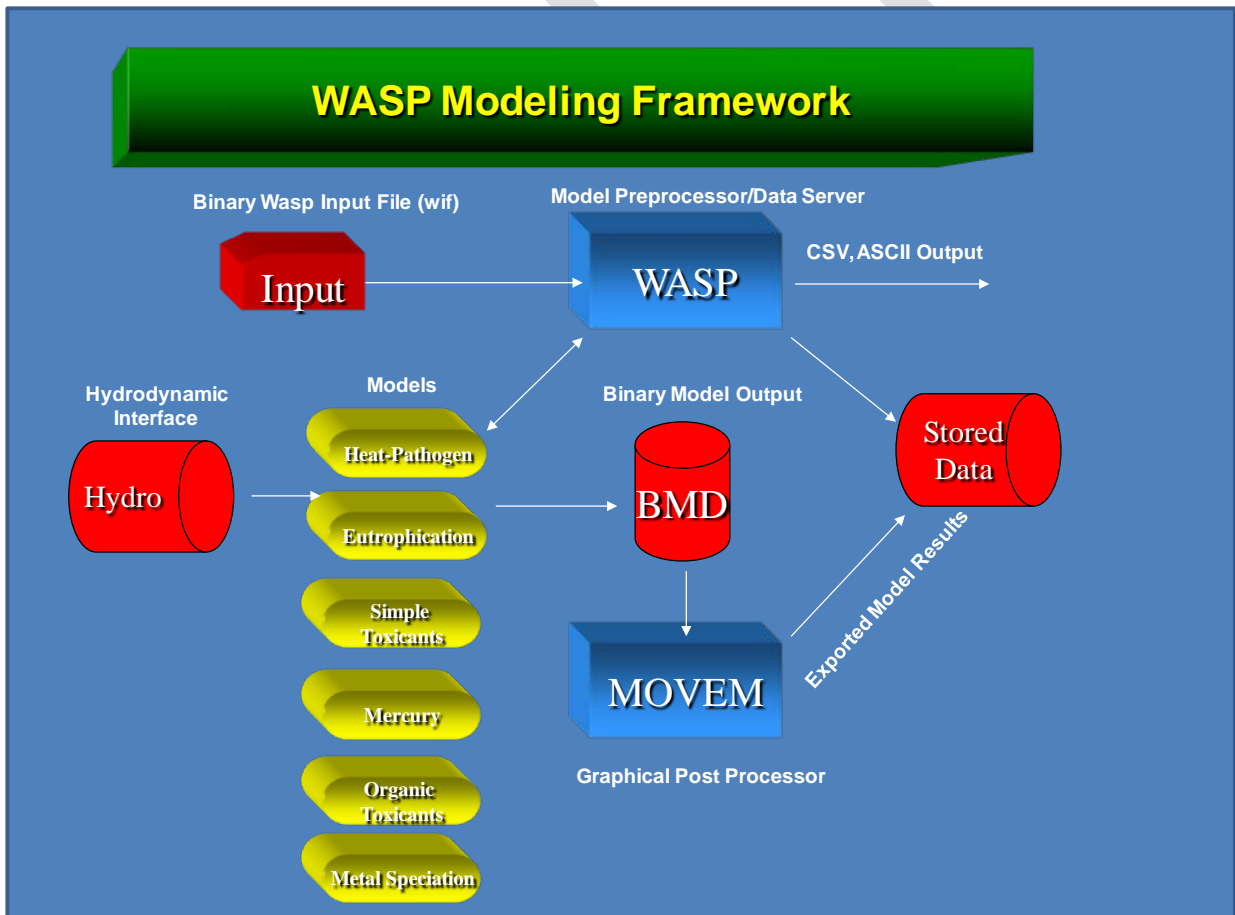 WASP Modeling Framework
Binary Wasp Input File (wif)
Model Preprocessor/Data Server
Input
WASP
CSV, ASCII Output
Hydrodynamic
Interface
Models
Binary Model Output
Hydro
Heat-Pathogen
Eutrophication
Simple
Toxicants
Mercury
Organic
Toxicants
Metal Speciation
BMD
Stored
Data
MOVEM
Exported Model Results
Graphical Post Processor